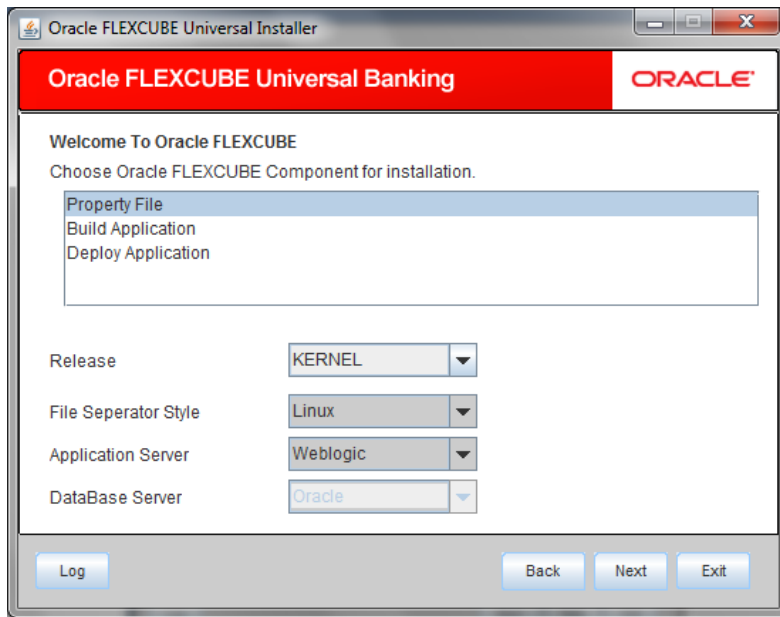 Oracle FLEXCUBE Universal Installer
Oracle FLEXCUBE Universal Banking
ORACLE
Welcome To Oracle FLEXCUBE
Choose Oracle FLEXCUBE Component for installation.
Property File
Build Application
Deploy Application
Release KERNEL
File Seperator Style Linux
Application Server Weblogic
DataBase Server Oracle
Log Back Next Exit